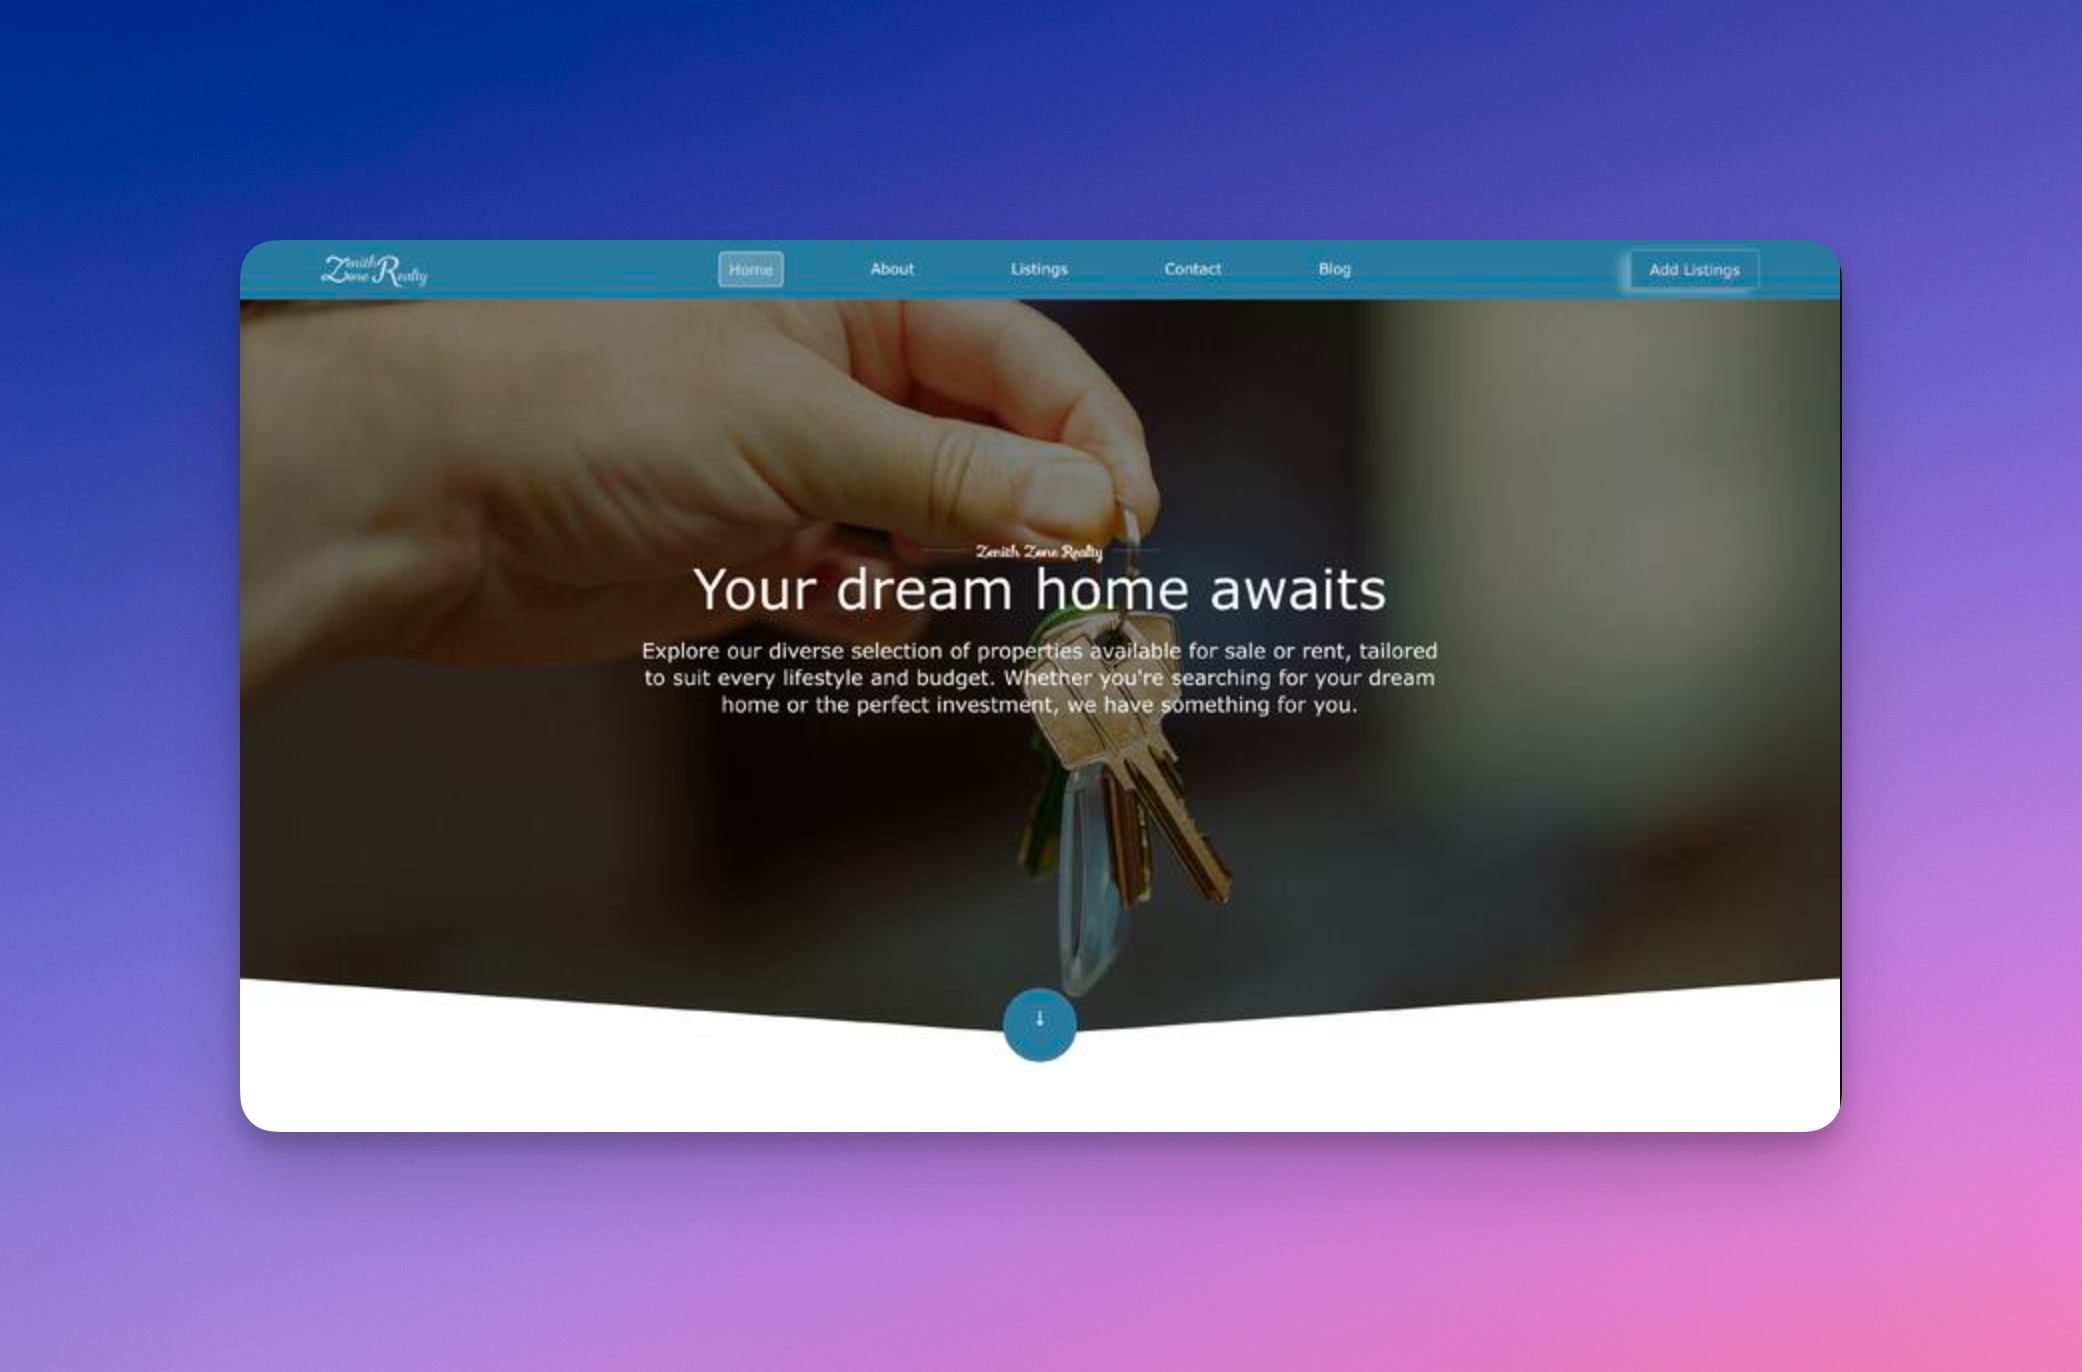 Zenith Zone Realty
Home
About
Listings
Contact
Blog
Add Listings
Zenith Zone Realty
Your dream home awaits
Explore our diverse selection of properties available for sale or rent, tailored
to suit every lifestyle and budget. Whether you're searching for your dream
home or the perfect investment, we have something for you.